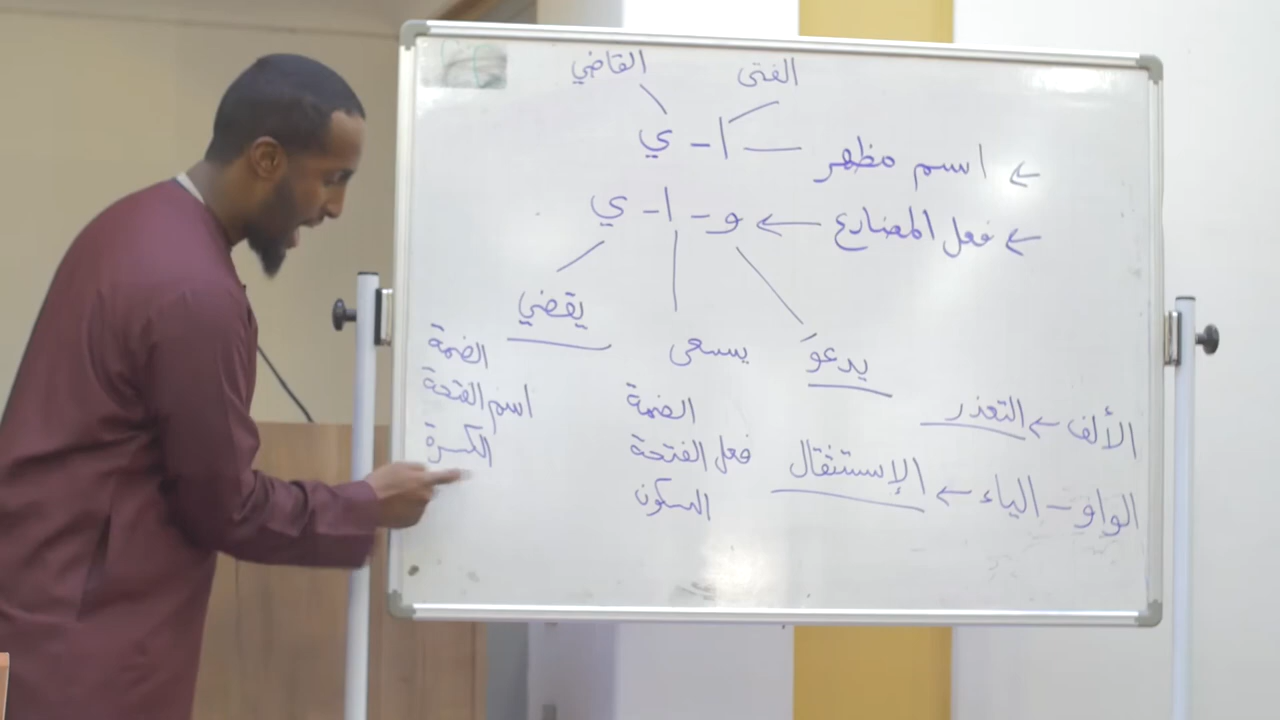 الفتى القاضي
← اسم مظهر — ا - ي
← فعل المضارع ← و - ا - ي
يدعوَ يسعى يقضي
الضمة
اسم الفتحة
الكسرة
الضمة
فعل الفتحة
السكون
الألف ← التعذر
الواو - الياء ← الإستثقال